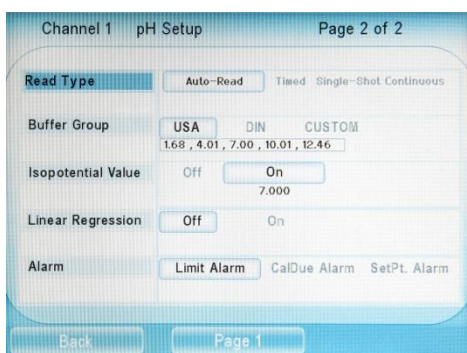 Channel 1 pH Setup Page 2 of 2
Read Type Auto-Read Timed Single-Shot Continuous
Buffer Group USA DIN CUSTOM
1.68 , 4.01 , 7.00 , 10.01 , 12.46
Isopotential Value Off On
7.000
Linear Regression Off On
Alarm Limit Alarm CalDue Alarm SetPt. Alarm
Back Page 1